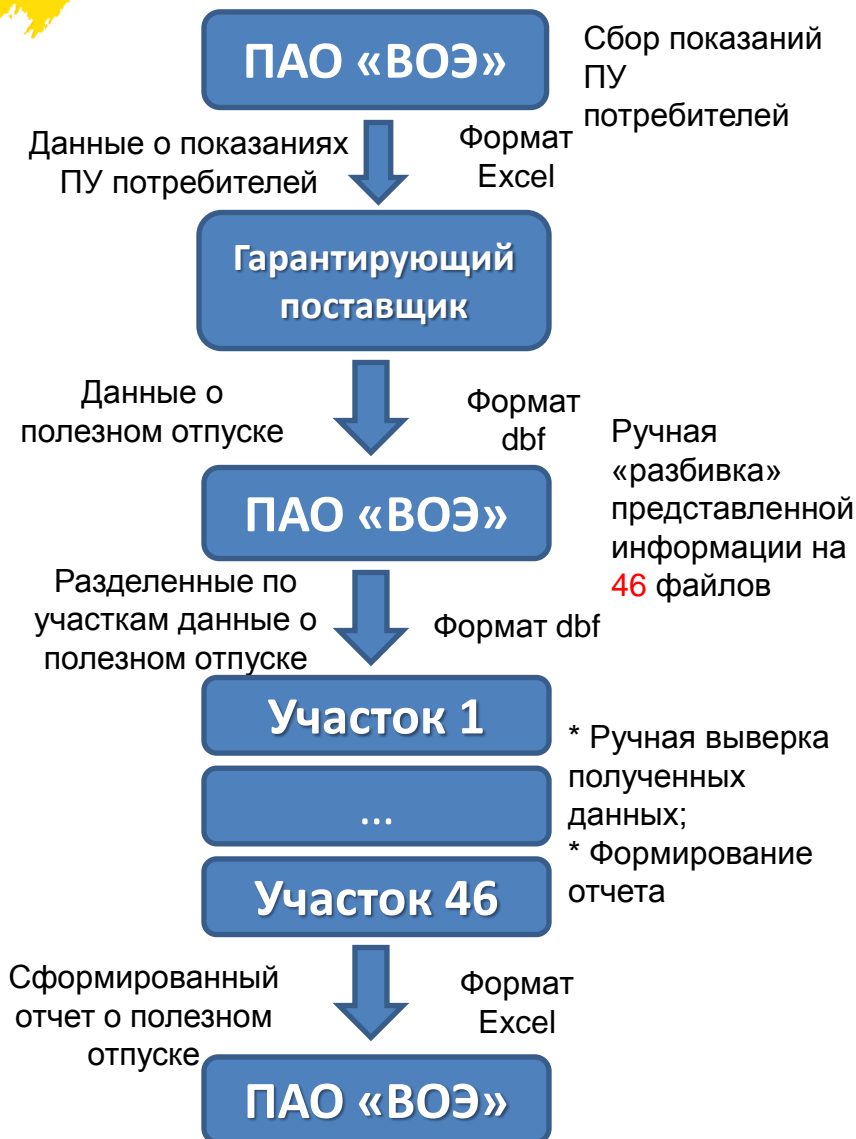 ПАО «ВОЭ»
Сбор показаний
ПУ
потребителей
Данные о показаниях
ПУ потребителей
Формат
Excel
Гарантирующий
поставщик
Данные о
полезном отпуске
Формат
dbf
ПАО «ВОЭ»
Ручная
«разбивка»
представленной
информации на
46 файлов
Разделенные по
участкам данные о
полезном отпуске
Формат dbf
Участок 1
...
Участок 46
* Ручная выверка
полученных
данных;
* Формирование
отчета
Сформированный
отчет о полезном
отпуске
Формат
Excel
ПАО «ВОЭ»